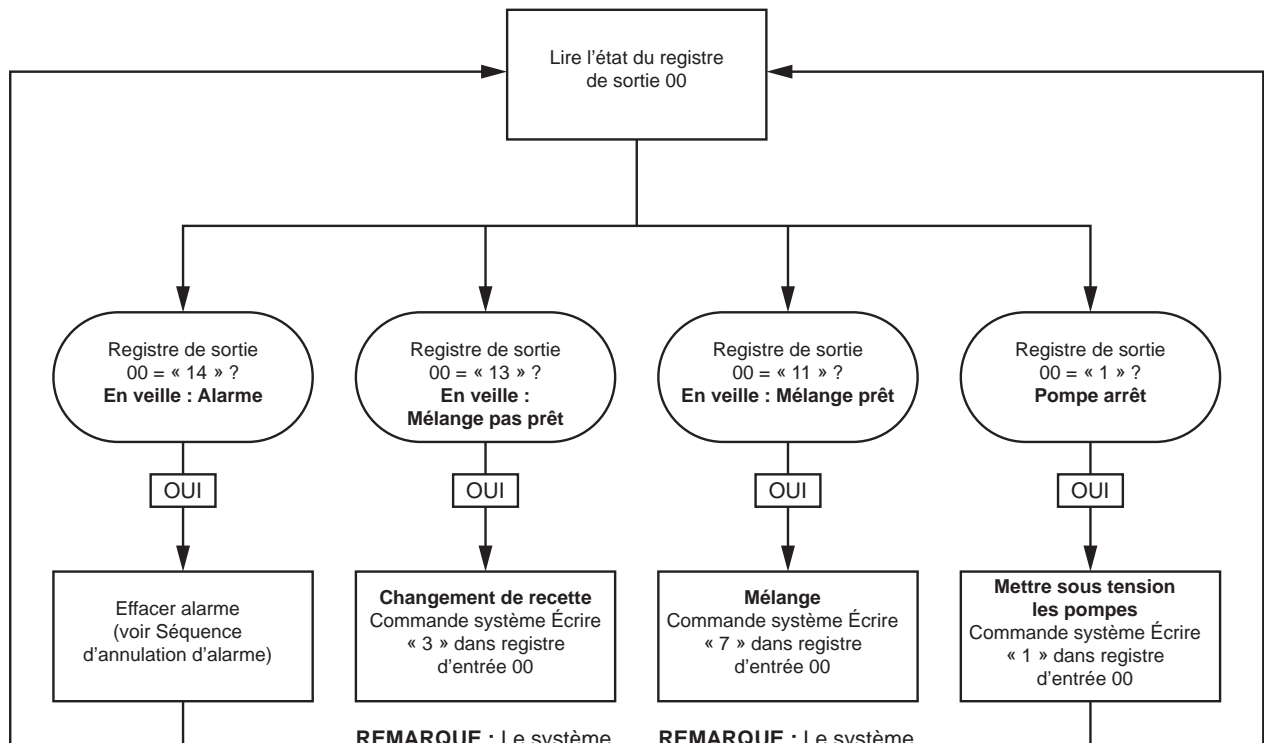 Lire l'état du registre
de sortie 00
Registre de sortie
00 = « 14 » ?
En veille : Alarme
Registre de sortie
00 = « 13 » ?
En veille :
Mélange pas prêt
Registre de sortie
00 = « 11 » ?
En veille : Mélange prêt
Registre de sortie
00 = « 1 » ?
Pompe arrêt
OUI
OUI
OUI
OUI
Effacer alarme
(voir Séquence
d'annulation d'alarme)
Changement de recette
Commande système Écrire
« 3 » dans registre
d'entrée 00
Mélange
Commande système Écrire
« 7 » dans registre
d'entrée 00
Mettre sous tension
les pompes
Commande système Écrire
« 1 » dans registre
d'entrée 00
REMARQUE : Le système
REMARQUE : Le système